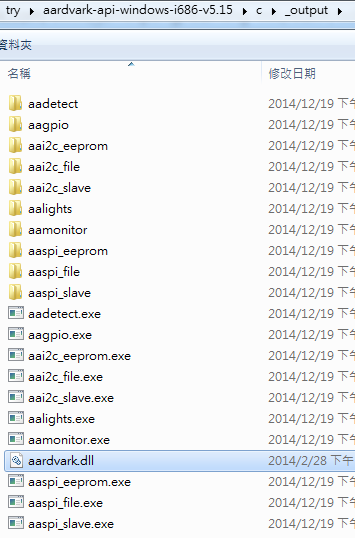 try ▸ aardvark-api-windows-i686-v5.15 ▸ c ▸ _output ▸
資料夾
名稱 修改日期
aadetect 2014/12/19 下午
aagpio 2014/12/19 下午
aai2c_eeprom 2014/12/19 下午
aai2c_file 2014/12/19 下午
aai2c_slave 2014/12/19 下午
aalights 2014/12/19 下午
aamonitor 2014/12/19 下午
aaspi_eeprom 2014/12/19 下午
aaspi_file 2014/12/19 下午
aaspi_slave 2014/12/19 下午
aadetect.exe 2014/12/19 下午
aagpio.exe 2014/12/19 下午
aai2c_eeprom.exe 2014/12/19 下午
aai2c_file.exe 2014/12/19 下午
aai2c_slave.exe 2014/12/19 下午
aalights.exe 2014/12/19 下午
aamonitor.exe 2014/12/19 下午
aardvark.dll 2014/2/28 下午
aaspi_eeprom.exe 2014/12/19 下午
aaspi_file.exe 2014/12/19 下午
aaspi_slave.exe 2014/12/19 下午